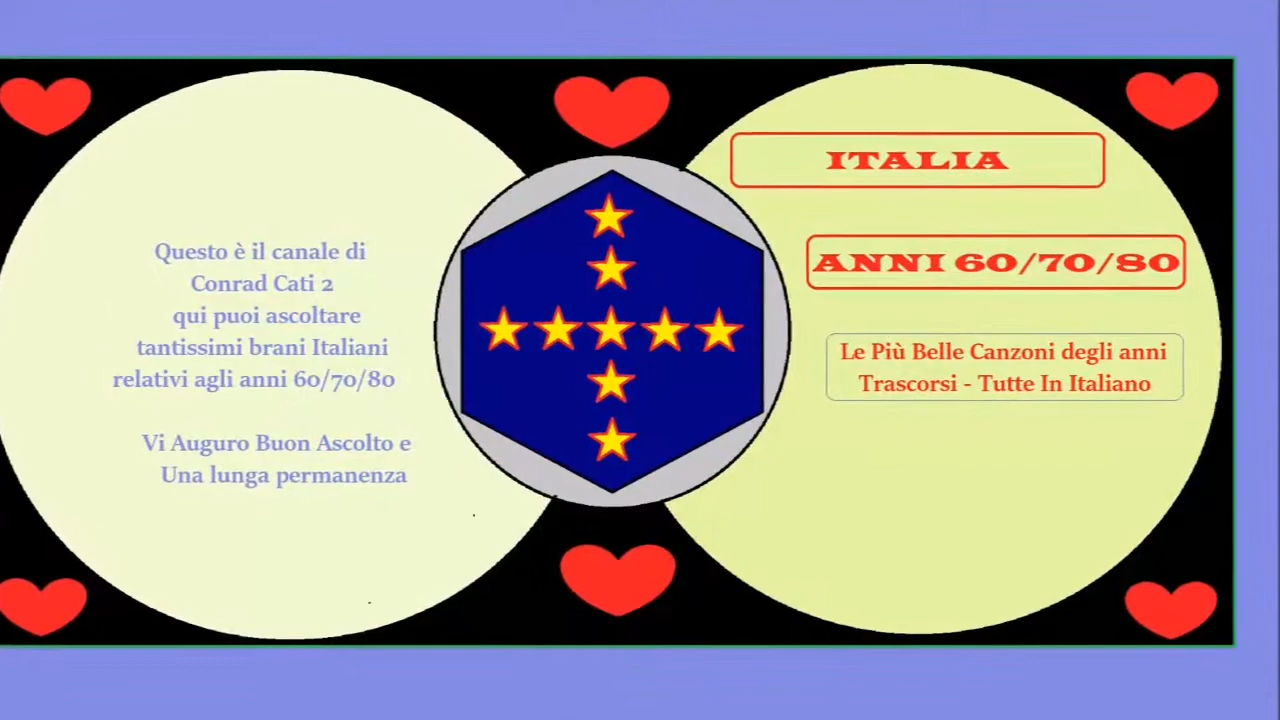 Questo è il canale di
Conrad Cati 2
qui puoi ascoltare
tantissimi brani Italiani
relativi agli anni 60/70/80
Vi Auguro Buon Ascolto e
Una lunga permanenza
ITALIA
ANNI 60/70/80
Le Più Belle Canzoni degli anni
Trascorsi - Tutte In Italiano